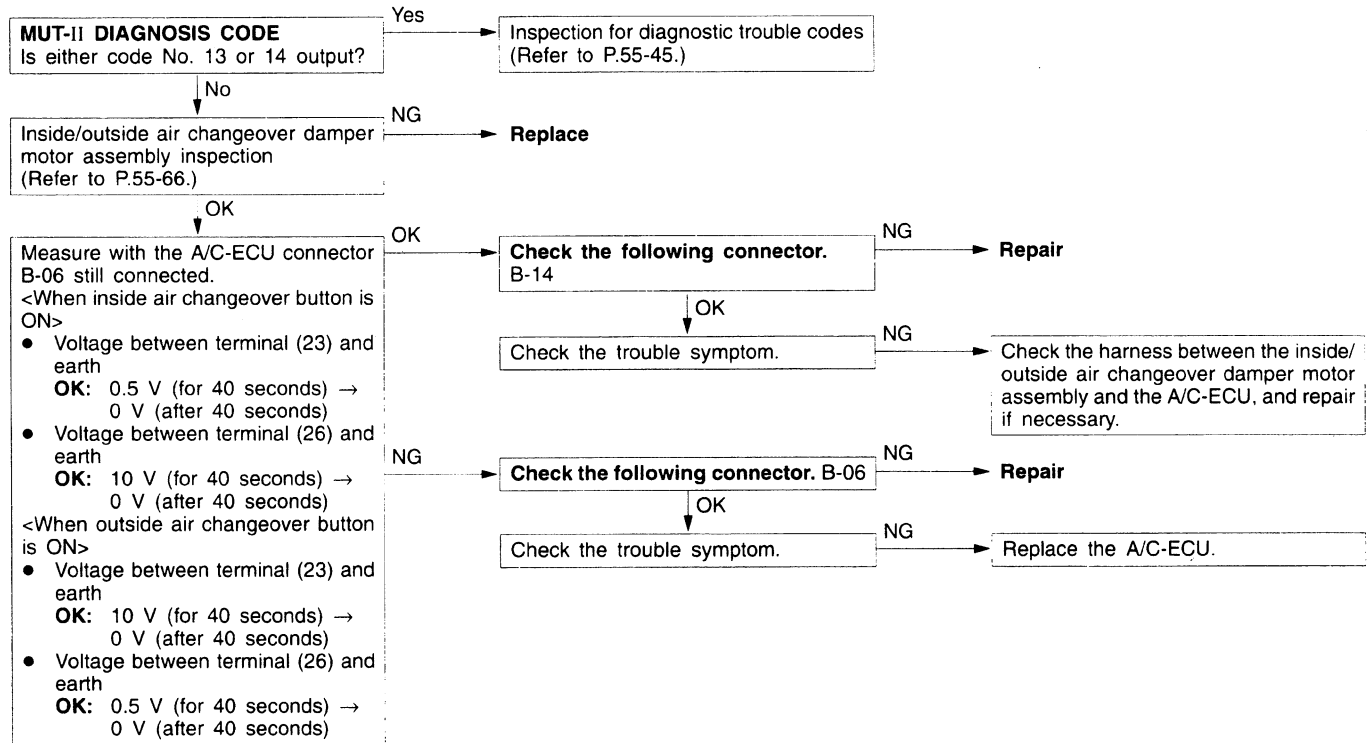 MUT-II DIAGNOSIS CODE
Is either code No. 13 or 14 output?
Yes
Inspection for diagnostic trouble codes
(Refer to P.55-45.)
No
Inside/outside air changeover damper
motor assembly inspection
(Refer to P.55-66.)
NG
Replace
OK
Measure with the A/C-ECU connector
B-06 still connected.
<When inside air changeover button is
ON>
● Voltage between terminal (23) and
earth
OK: 0.5 V (for 40 seconds) →
0 V (after 40 seconds)
● Voltage between terminal (26) and
earth
OK: 10 V (for 40 seconds) →
0 V (after 40 seconds)
<When outside air changeover button
is ON>
● Voltage between terminal (23) and
earth
OK: 10 V (for 40 seconds) →
0 V (after 40 seconds)
● Voltage between terminal (26) and
earth
OK: 0.5 V (for 40 seconds) →
0 V (after 40 seconds)
OK
Check the following connector.
B-14
NG
Repair
OK
Check the trouble symptom.
NG
Check the harness between the inside/
outside air changeover damper motor
assembly and the A/C-ECU, and repair
if necessary.
NG
Check the following connector. B-06
NG
Repair
OK
Check the trouble symptom.
NG
Replace the A/C-ECU.